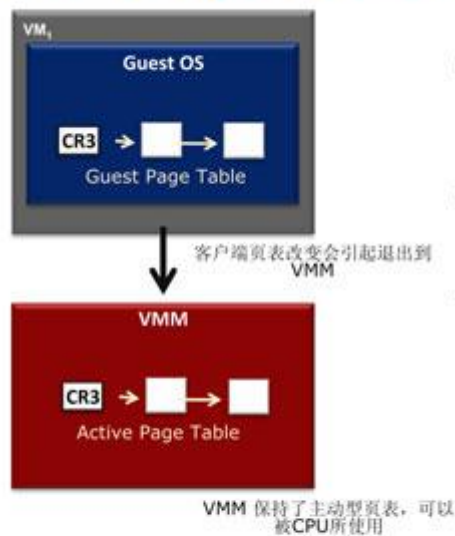 VM1
Guest OS
CR3
Guest Page Table
客户端页表改变会引起退出到
VMM
VMM
CR3
Active Page Table
VMM 保持了主动型页表，可以
被CPU所使用